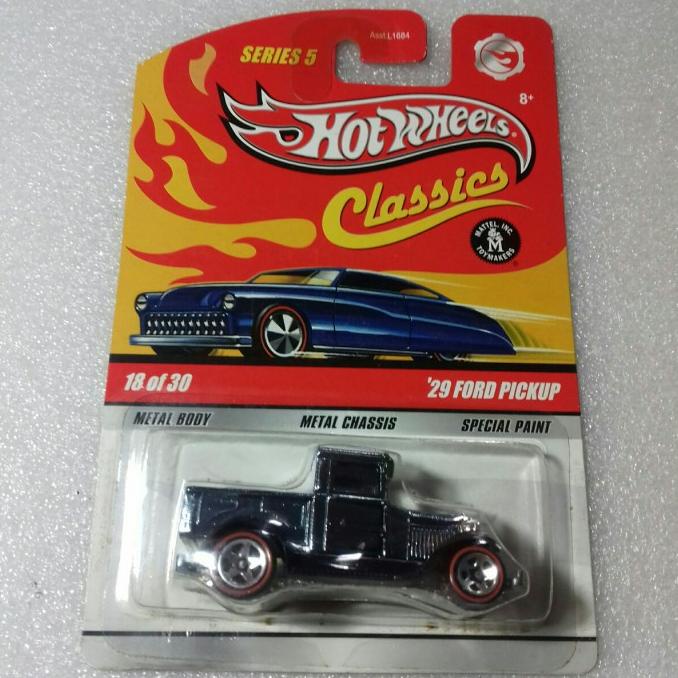 Asst.L1684
SERIES 5
8+
Hot Wheels®
Classics
MATTEL, INC.
M
TOYMAKERS
18 of 30
'29 FORD PICKUP
METAL BODY
METAL CHASSIS
SPECIAL PAINT